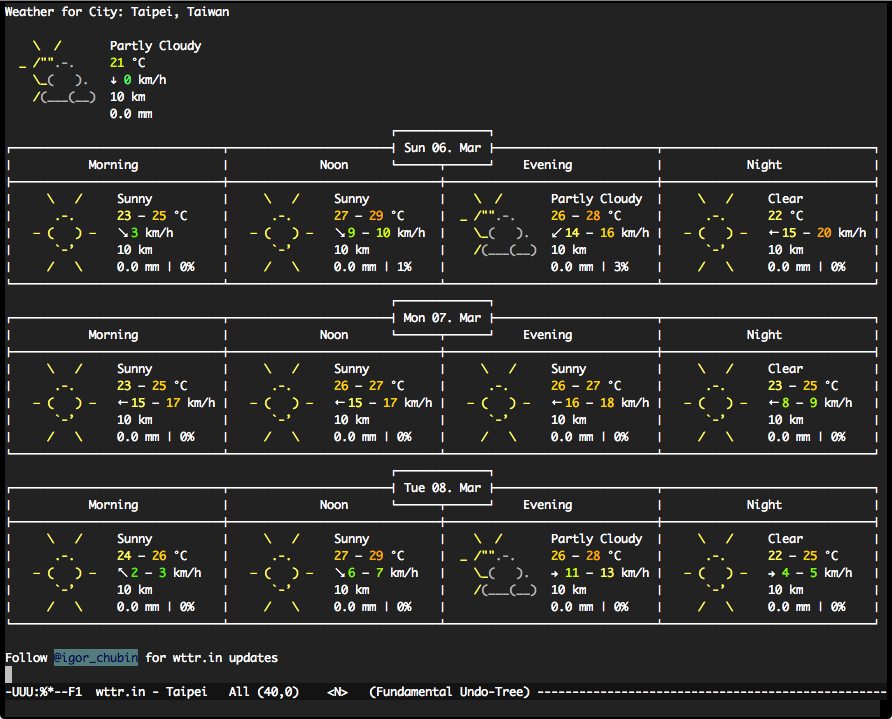 Weather for City: Taipei, Taiwan
Partly Cloudy
21 °C
↓ 0 km/h
10 km
0.0 mm
Sun 06. Mar
Morning Noon Evening Night
Sunny Sunny Partly Cloudy Clear
23 – 25 °C 27 – 29 °C 26 – 28 °C 22 °C
↘ 3 km/h ↘ 9 – 10 km/h ↙ 14 – 16 km/h ← 15 – 20 km/h
10 km 10 km 10 km 10 km
0.0 mm | 0% 0.0 mm | 1% 0.0 mm | 3% 0.0 mm | 0%
Mon 07. Mar
Morning Noon Evening Night
Sunny Sunny Sunny Clear
23 – 25 °C 26 – 27 °C 26 – 27 °C 23 – 25 °C
← 15 – 17 km/h ← 15 – 17 km/h ← 16 – 18 km/h ← 8 – 9 km/h
10 km 10 km 10 km 10 km
0.0 mm | 0% 0.0 mm | 0% 0.0 mm | 0% 0.0 mm | 0%
Tue 08. Mar
Morning Noon Evening Night
Sunny Sunny Partly Cloudy Clear
24 – 26 °C 27 – 29 °C 26 – 28 °C 22 – 25 °C
↖ 2 – 3 km/h ↘ 6 – 7 km/h → 11 – 13 km/h → 4 – 5 km/h
10 km 10 km 10 km 10 km
0.0 mm | 0% 0.0 mm | 0% 0.0 mm | 0% 0.0 mm | 0%
Follow @igor_chubin for wttr.in updates
-UUU:%*--F1 wttr.in - Taipei All (40,0) <N> (Fundamental Undo-Tree) -------------------------------------------